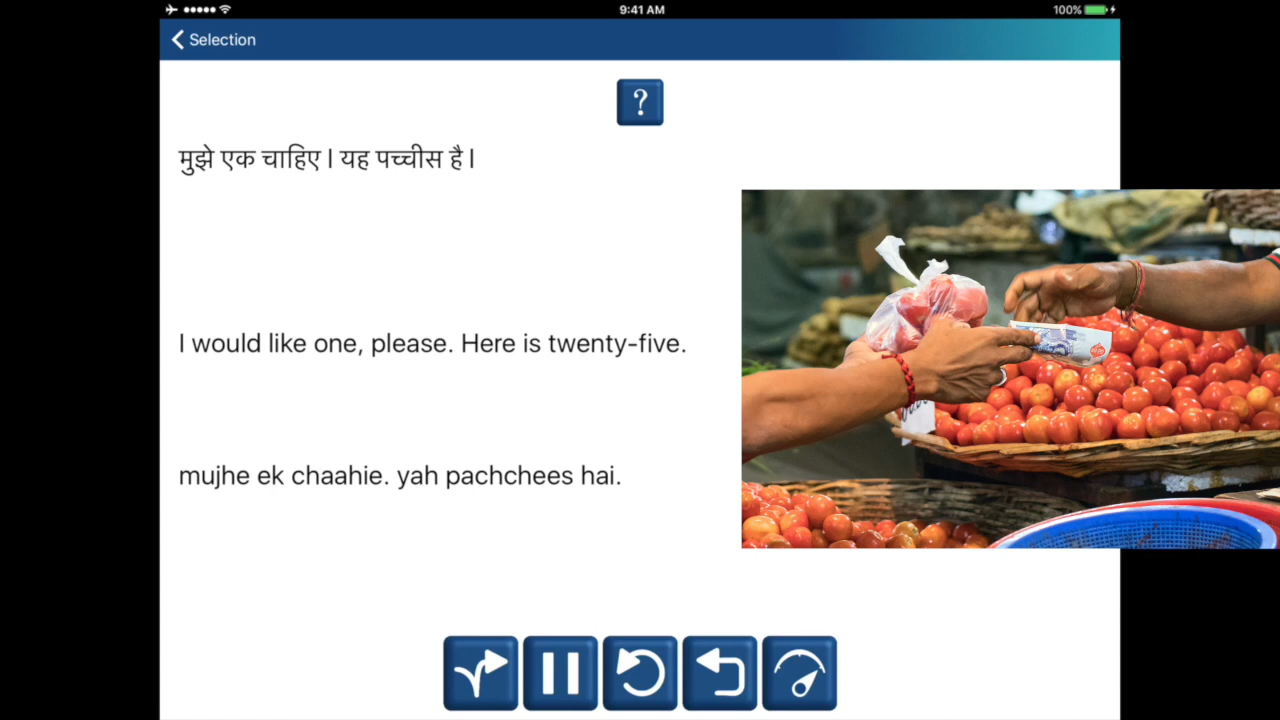 9:41 AM
100%
Selection
?
मुझे एक चाहिए। यह पच्चीस है।
I would like one, please. Here is twenty-five.
mujhe ek chaahie. yah pachchees hai.